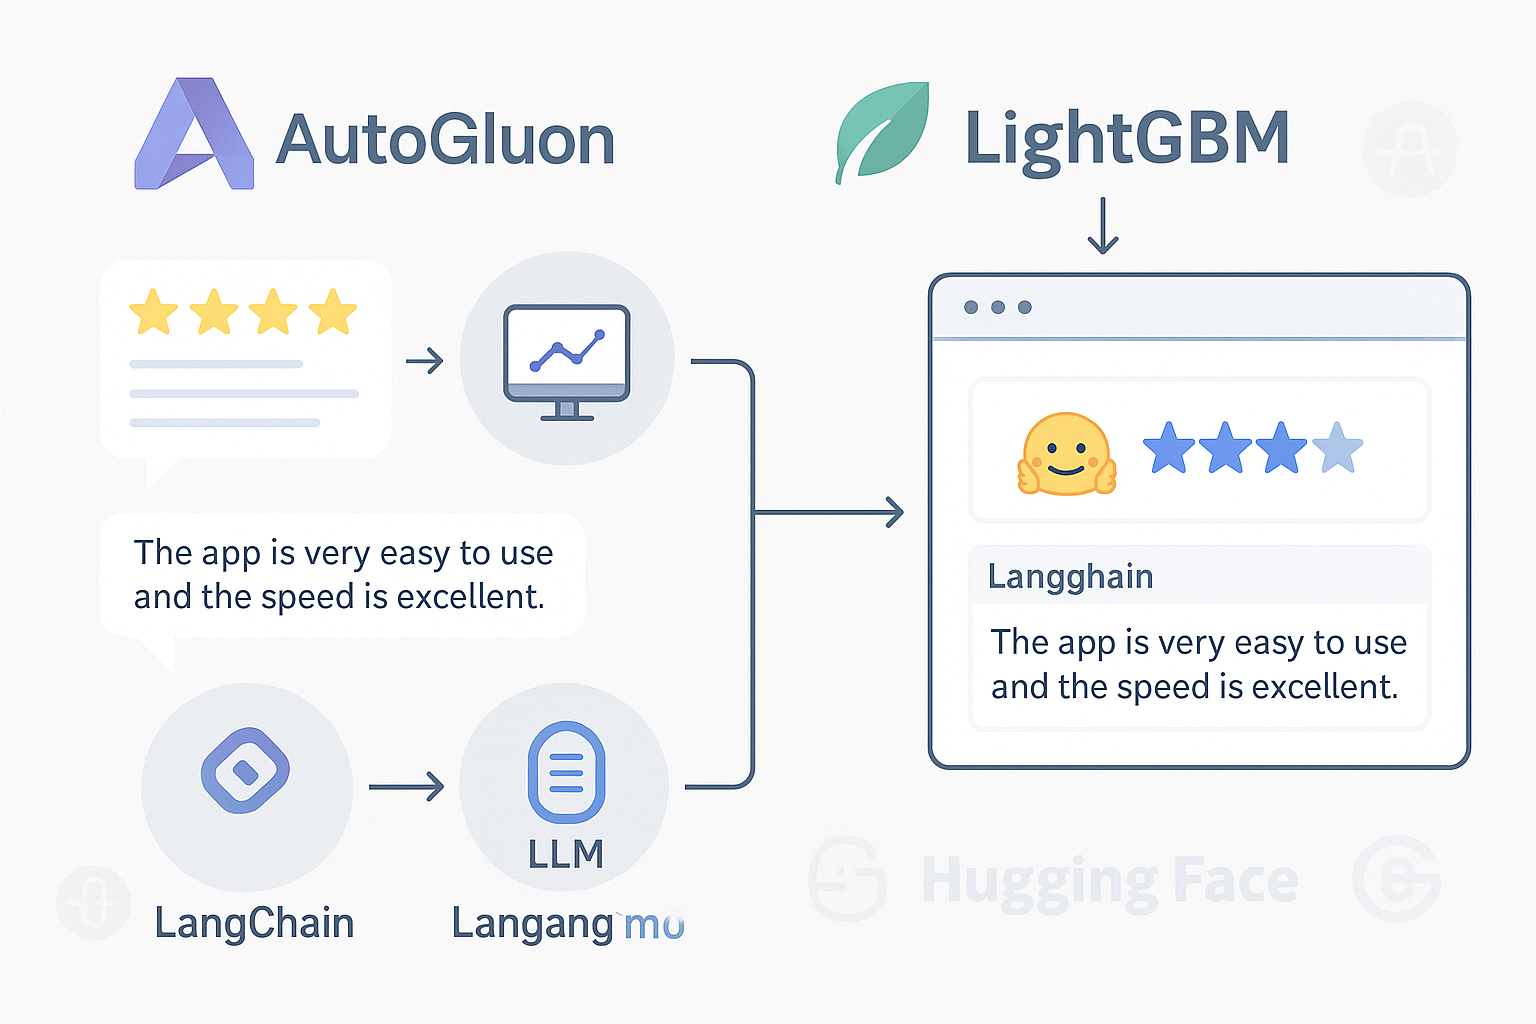 AutoGluon
LightGBM
The app is very easy to use
and the speed is excellent.
Langghain
The app is very easy to use
and the speed is excellent.
LLM
LangChain
Langang mo
Hugging Face